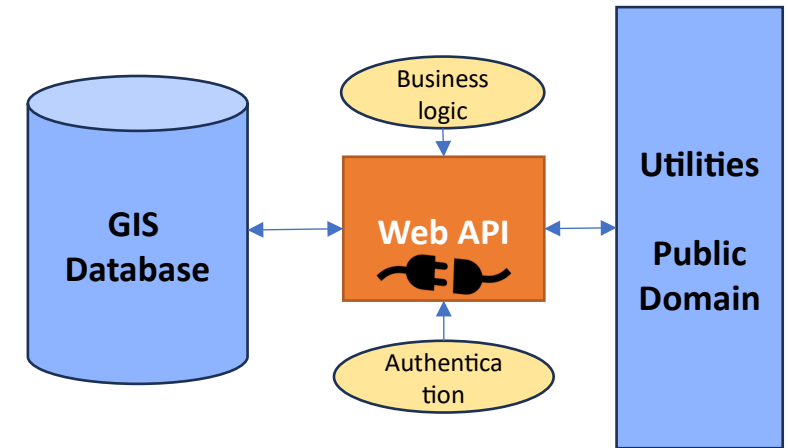 Business
logic
GIS
Database
Web API
Utilities
Public
Domain
Authentica
tion